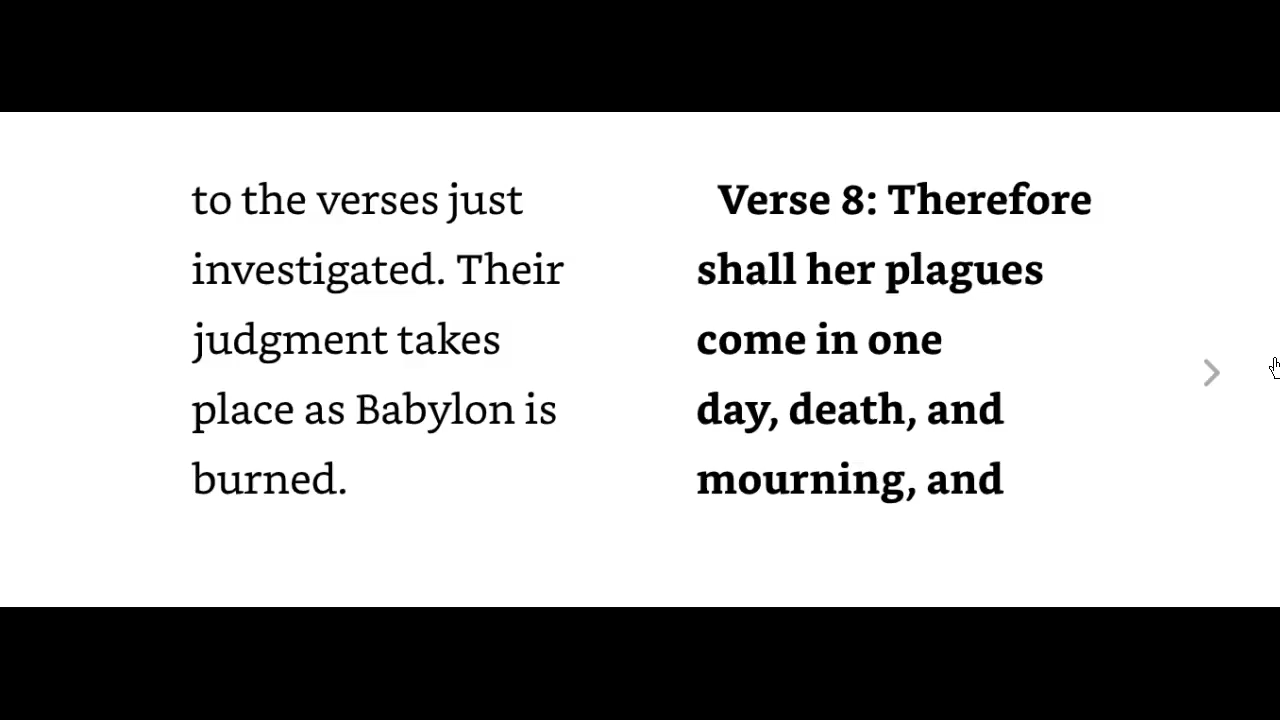 to the verses just
investigated. Their
judgment takes
place as Babylon is
burned.
Verse 8: Therefore
shall her plagues
come in one
day, death, and
mourning, and